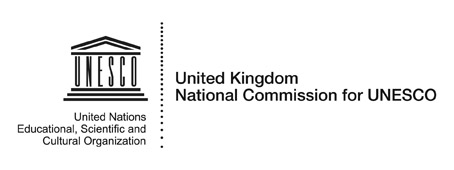 UNESCO
United Nations
Educational, Scientific and
Cultural Organization
United Kingdom
National Commission for UNESCO